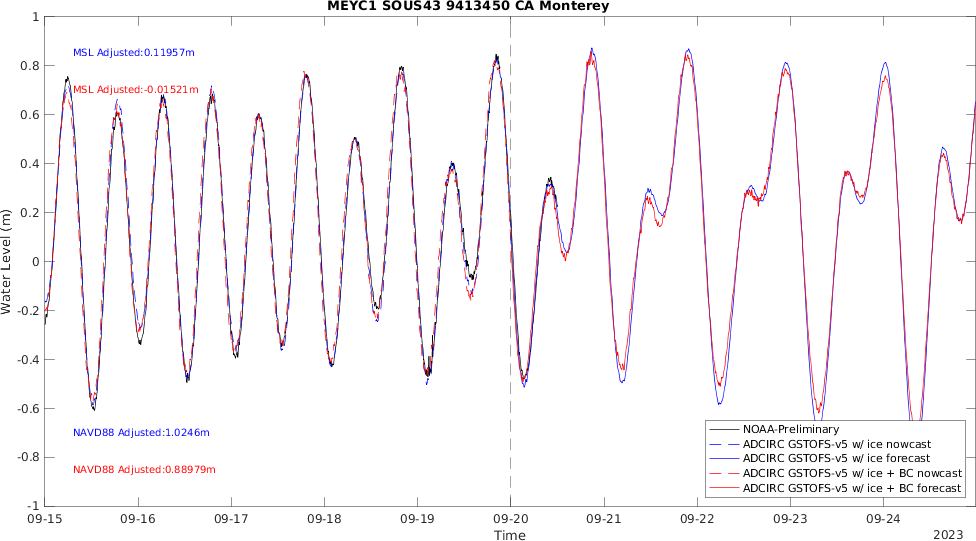 MEYC1 SOUS43 9413450 CA Monterey
1
0.8
0.6
0.4
0.2
0
-0.2
-0.4
-0.6
-0.8
-1
Water Level (m)
MSL Adjusted:0.11957m
MSL Adjusted:-0.01521m
NAVD88 Adjusted:1.0246m
NAVD88 Adjusted:0.88979m
NOAA-Preliminary
ADCIRC GSTOFS-v5 w/ ice nowcast
ADCIRC GSTOFS-v5 w/ ice forecast
ADCIRC GSTOFS-v5 w/ ice + BC nowcast
ADCIRC GSTOFS-v5 w/ ice + BC forecast
09-15 09-16 09-17 09-18 09-19 09-20 09-21 09-22 09-23 09-24
Time
2023